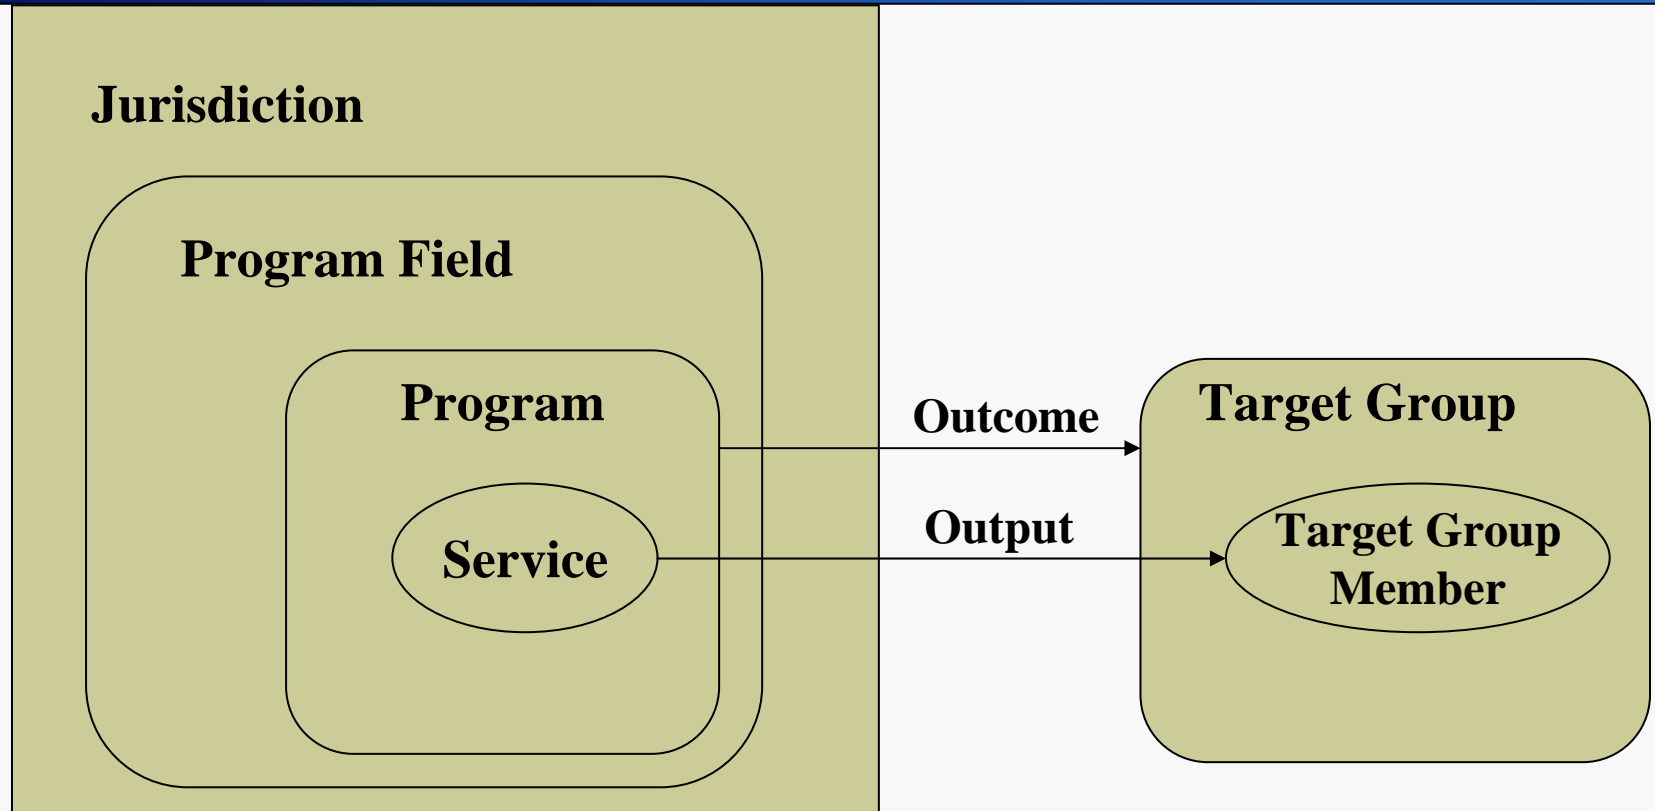 Jurisdiction
Program Field
Program
Service
Outcome
Output
Target Group
Target Group
Member